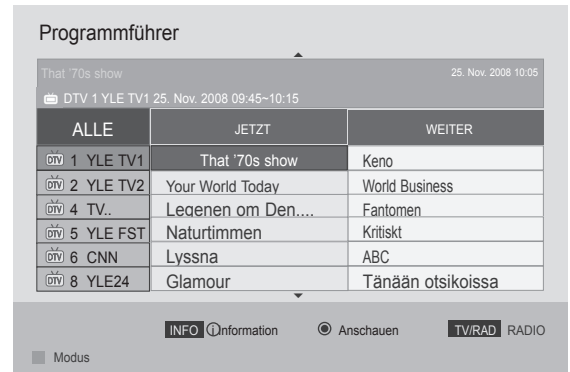 Programmführer
That '70s show 25. Nov. 2008 10:05
DTV 1 YLE TV1 25. Nov. 2008 09:45~10:15
ALLE JETZT WEITER
DTV 1 YLE TV1 That '70s show Keno
DTV 2 YLE TV2 Your World Today World Business
DTV 4 TV.. Legenen om Den.... Fantomen
DTV 5 YLE FST Naturtimmen Kritiskt
DTV 6 CNN Lyssna ABC
DTV 8 YLE24 Glamour Tänään otsikoissa
INFO ⓘInformation ◉ Anschauen TV/RAD RADIO
Modus